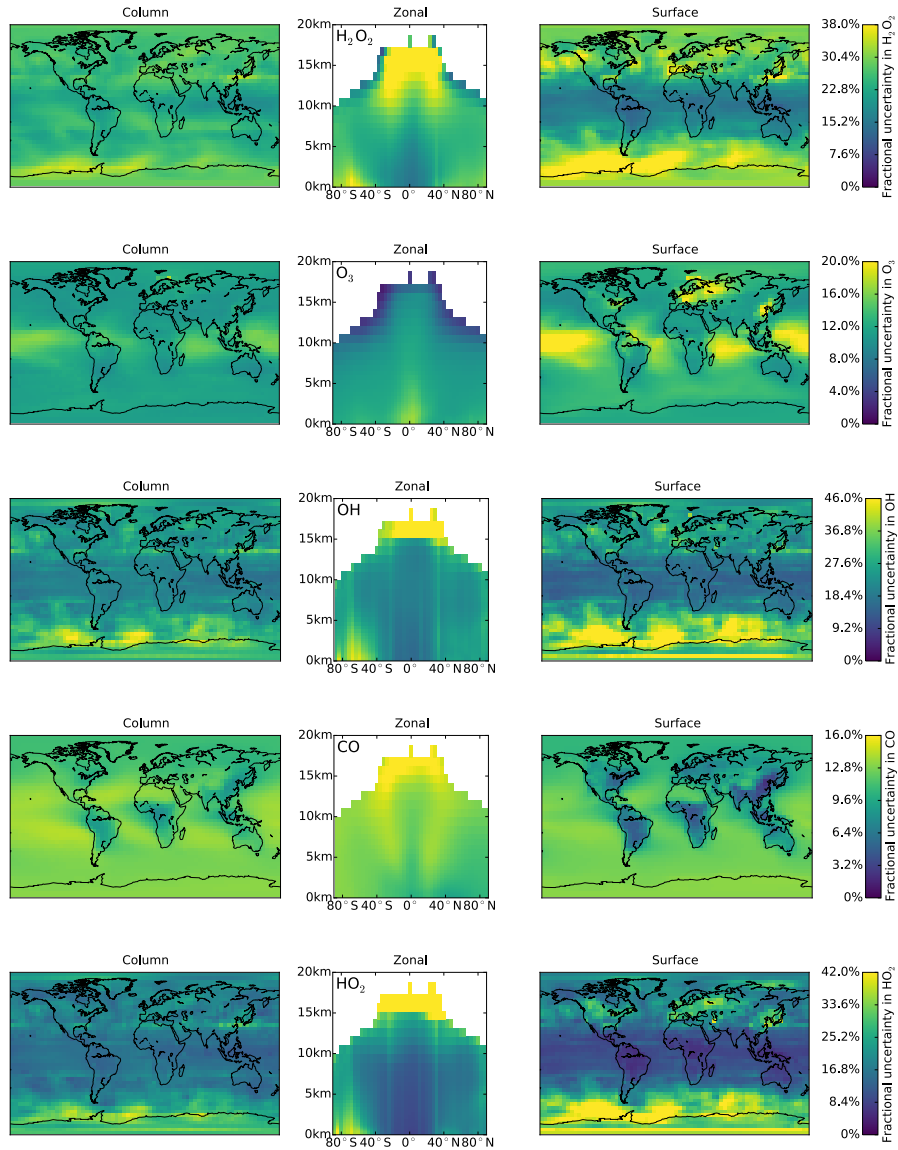 Column Zonal Surface
20km H₂O₂ 38.0%
15km 30.4%
10km 22.8%
5km 15.2%
0km 7.6%
80°S 40°S 0° 40°N 80°N 0%
Fractional uncertainty in H₂O₂
Column Zonal Surface
20km O₃ 20.0%
15km 16.0%
10km 12.0%
5km 8.0%
0km 4.0%
80°S 40°S 0° 40°N 80°N 0%
Fractional uncertainty in O₃
Column Zonal Surface
20km OH 46.0%
15km 36.8%
10km 27.6%
5km 18.4%
0km 9.2%
80°S 40°S 0° 40°N 80°N 0%
Fractional uncertainty in OH
Column Zonal Surface
20km CO 16.0%
15km 12.8%
10km 9.6%
5km 6.4%
0km 3.2%
80°S 40°S 0° 40°N 80°N 0%
Fractional uncertainty in CO
Column Zonal Surface
20km HO₂ 42.0%
15km 33.6%
10km 25.2%
5km 16.8%
0km 8.4%
80°S 40°S 0° 40°N 80°N 0%
Fractional uncertainty in HO₂